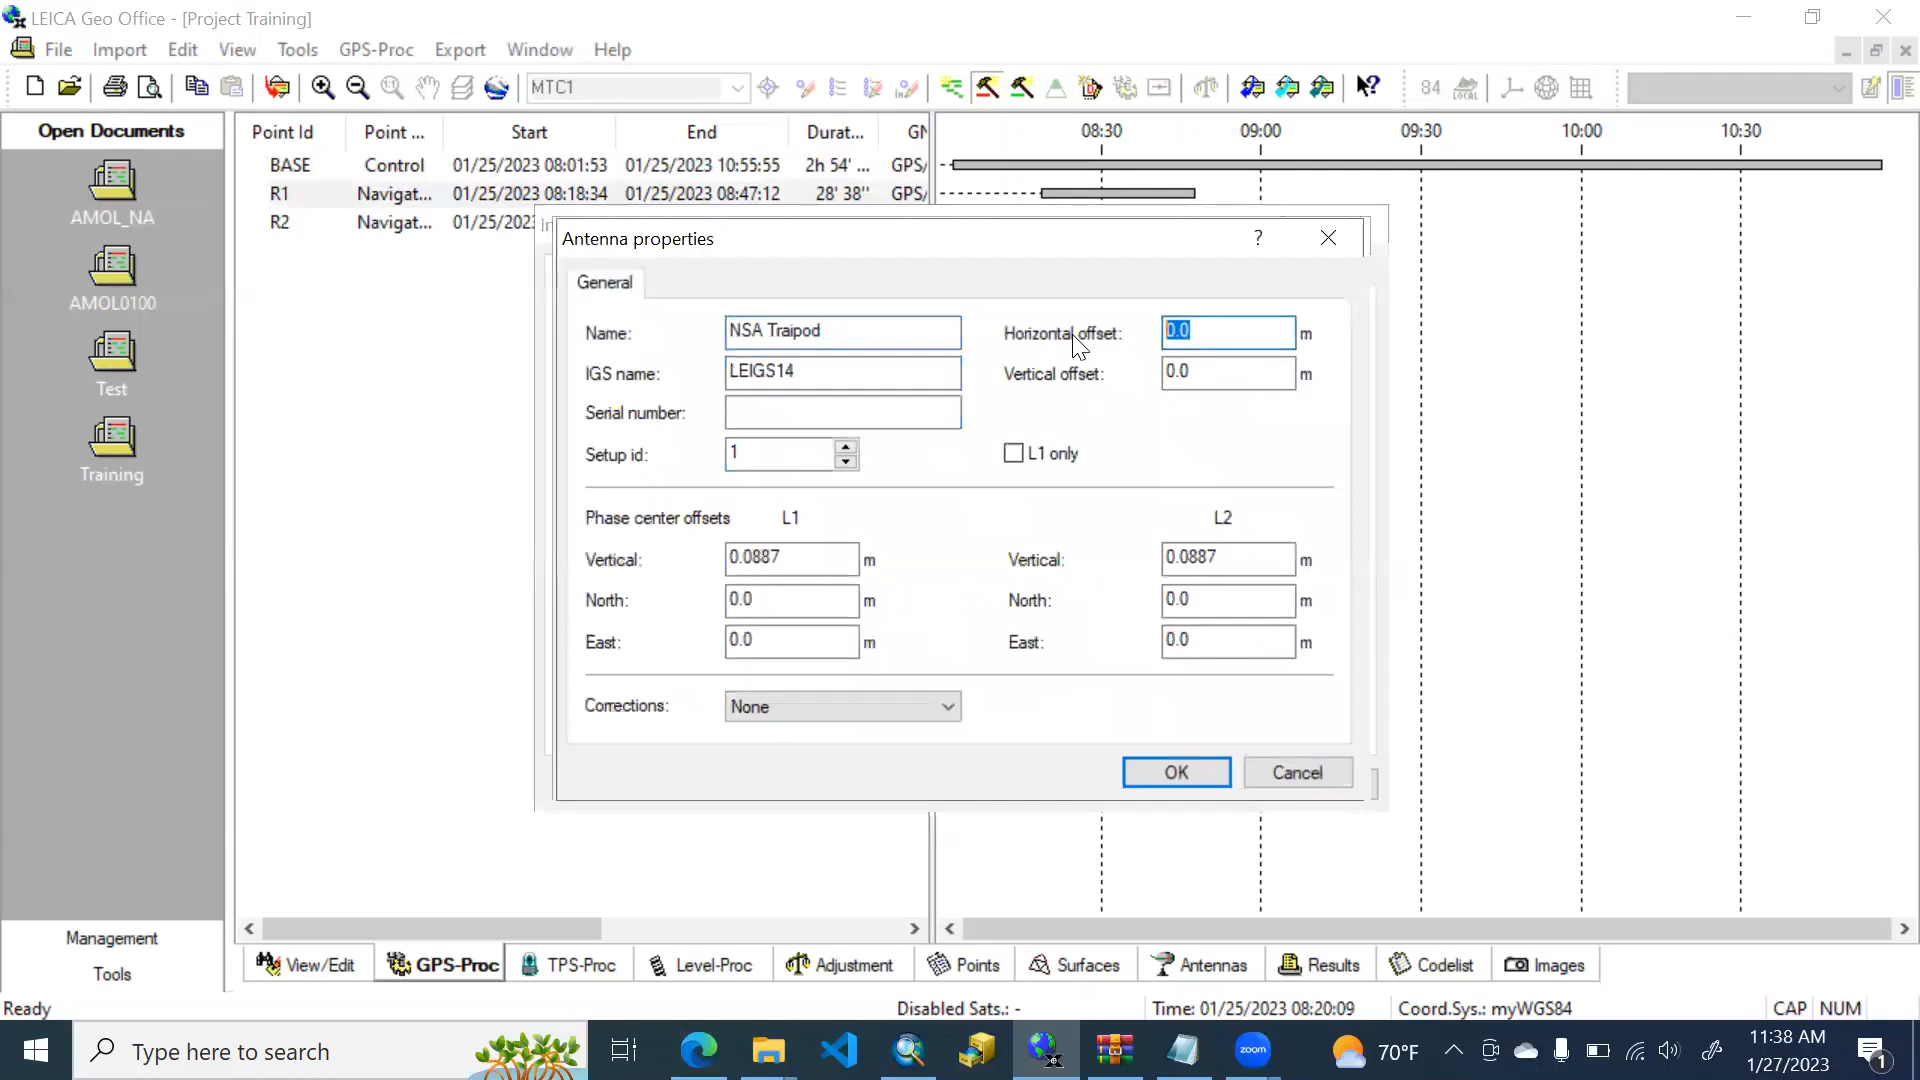 LEICA Geo Office - [Project Training]
File Import Edit View Tools GPS-Proc Export Window Help
MTC1
84
LOCAL
Open Documents
Point Id Point ... Start End Durat... GN
08:30 09:00 09:30 10:00 10:30
BASE Control 01/25/2023 08:01:53 01/25/2023 10:55:55 2h 54' ... GPS/
R1 Navigat... 01/25/2023 08:18:34 01/25/2023 08:47:12 28' 38'' GPS/
R2 Navigat... 01/25/2023
AMOL_NA
AMOL0100
Test
Training
Antenna properties
?
General
Name: NSA Traipod Horizontal offset: 0.0 m
IGS name: LEIGS14 Vertical offset: 0.0 m
Serial number:
Setup id: 1 L1 only
Phase center offsets L1 L2
Vertical: 0.0887 m Vertical: 0.0887 m
North: 0.0 m North: 0.0 m
East: 0.0 m East: 0.0 m
Corrections: None
OK Cancel
Management
Tools
View/Edit GPS-Proc TPS-Proc Level-Proc Adjustment Points Surfaces Antennas Results Codelist Images
Ready Disabled Sats.: - Time: 01/25/2023 08:20:09 Coord.Sys.: myWGS84 CAP NUM
Type here to search
zoom
70°F
11:38 AM
1/27/2023
1